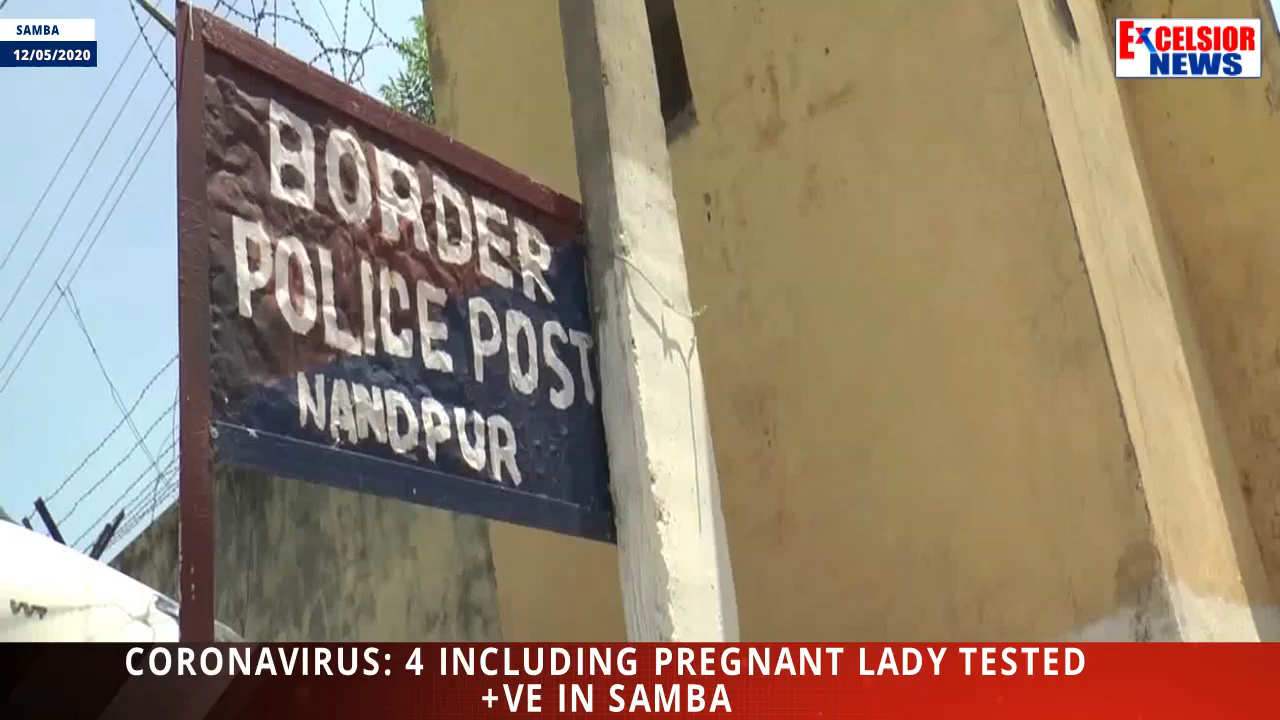 SAMBA
12/05/2020
EXCELSIOR
NEWS
BORDER
POLICE POST
NANDPUR
CORONAVIRUS: 4 INCLUDING PREGNANT LADY TESTED
+VE IN SAMBA